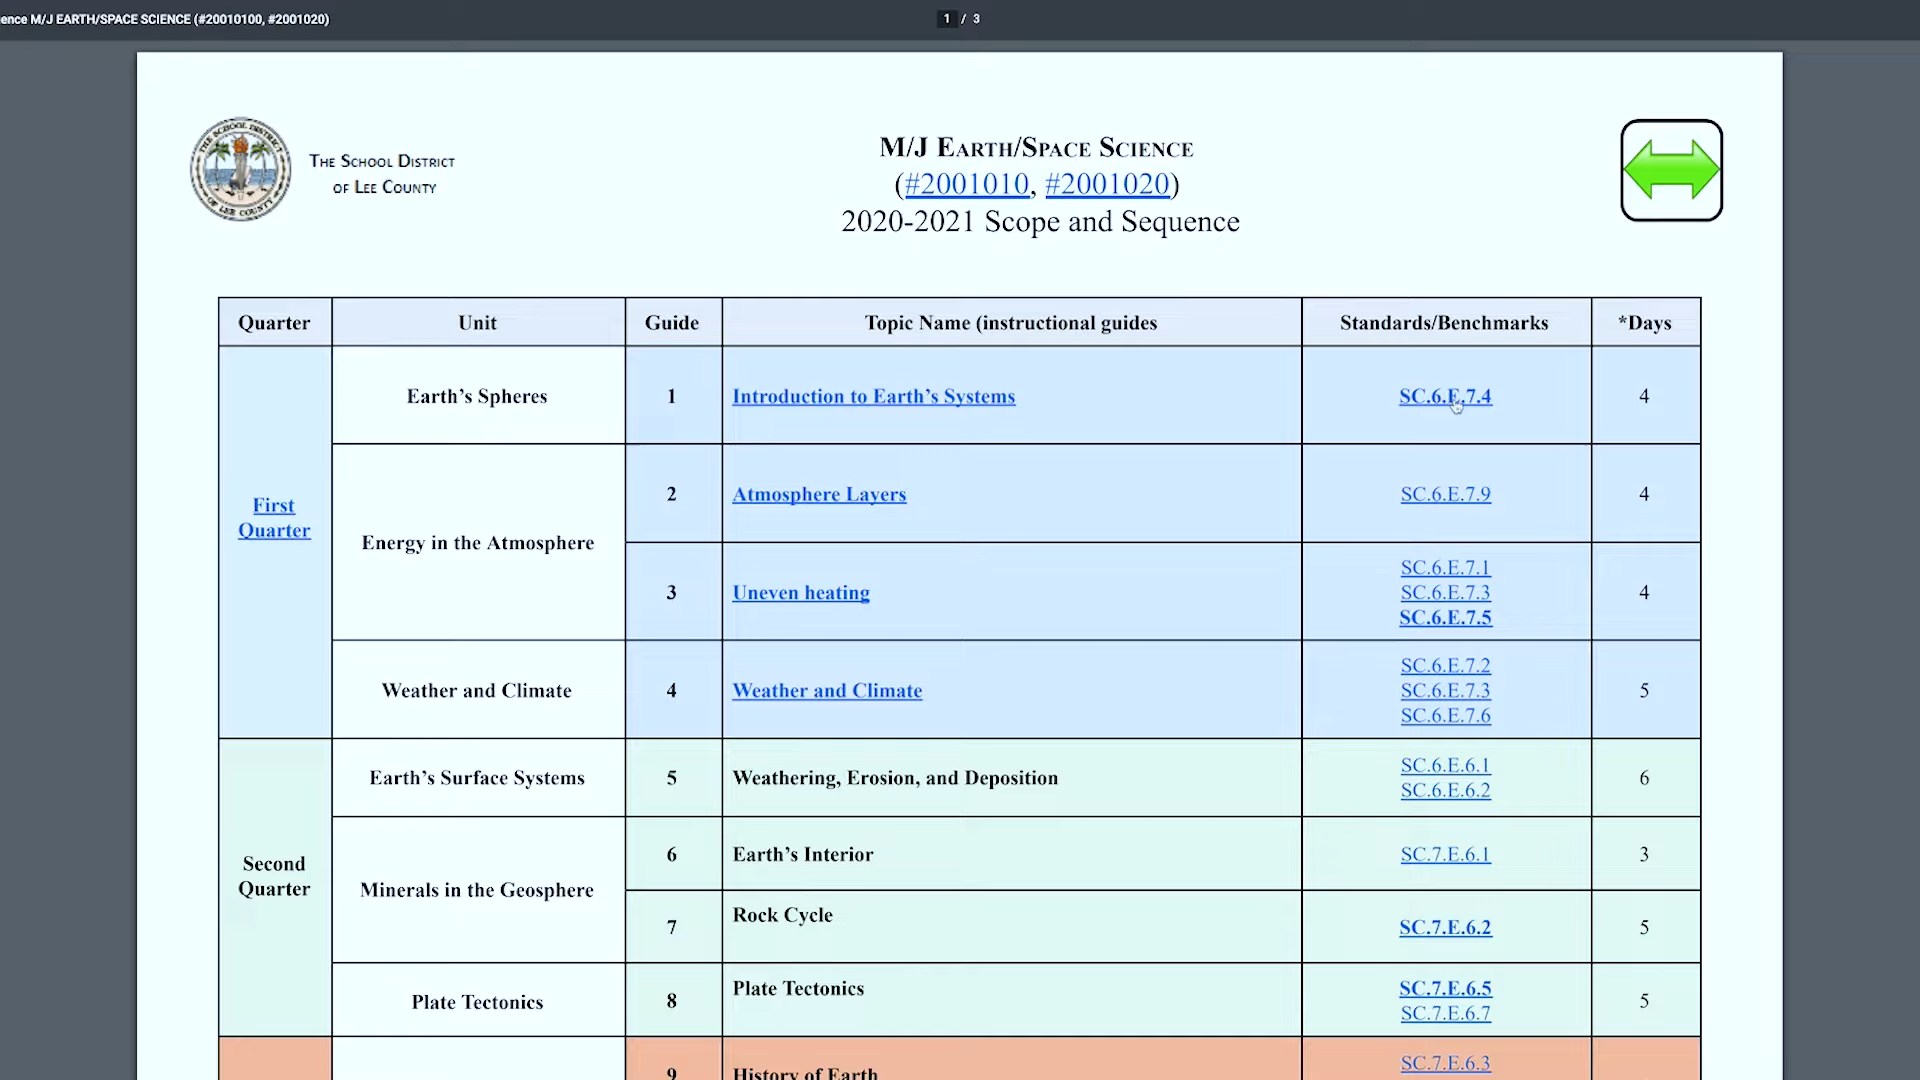 ence M/J EARTH/SPACE SCIENCE (#20010100, #2001020)
1 / 3
THE SCHOOL DISTRICT
OF LEE COUNTY
THE SCHOOL DISTRICT
OF LEE COUNTY
M/J EARTH/SPACE SCIENCE
(#2001010, #2001020)
2020-2021 Scope and Sequence
Quarter Unit Guide Topic Name (instructional guides Standards/Benchmarks *Days
First
Quarter
Earth's Spheres 1 Introduction to Earth's Systems SC.6.E.7.4 4
Energy in the Atmosphere
2 Atmosphere Layers SC.6.E.7.9 4
3 Uneven heating
SC.6.E.7.1
SC.6.E.7.3
SC.6.E.7.5
4
Weather and Climate 4 Weather and Climate
SC.6.E.7.2
SC.6.E.7.3
SC.6.E.7.6
5
Second
Quarter
Earth's Surface Systems 5 Weathering, Erosion, and Deposition
SC.6.E.6.1
SC.6.E.6.2
6
Minerals in the Geosphere
6 Earth's Interior SC.7.E.6.1 3
7 Rock Cycle SC.7.E.6.2 5
Plate Tectonics 8 Plate Tectonics
SC.7.E.6.5
SC.7.E.6.7
5
9 History of Earth
SC.7.E.6.3